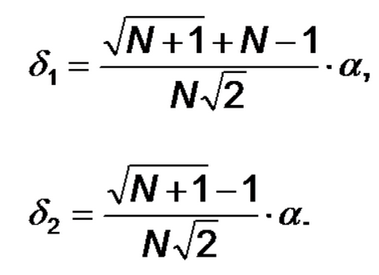 δ₁ = (√(N+1) + N − 1) / (N√2) · α,
δ₂ = (√(N+1) − 1) / (N√2) · α.